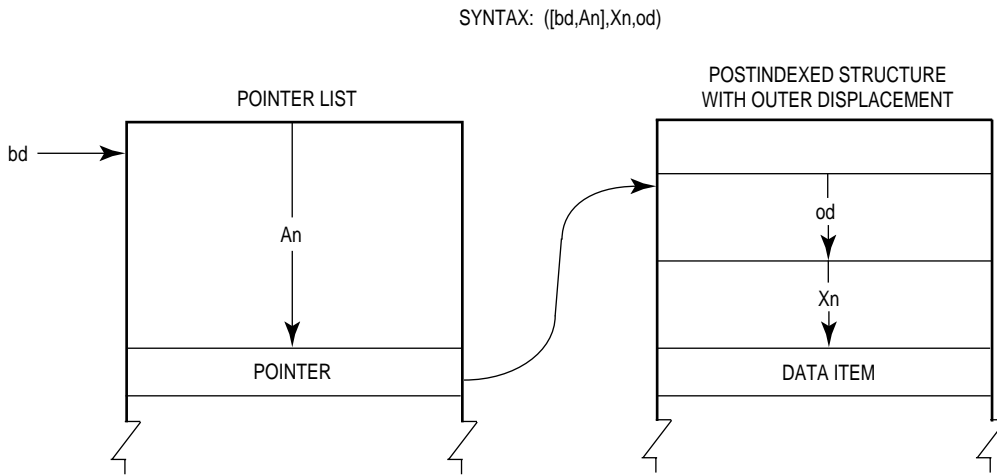 SYNTAX: ([bd,An],Xn,od)
POINTER LIST
bd
An
POINTER
POSTINDEXED STRUCTURE
WITH OUTER DISPLACEMENT
od
Xn
DATA ITEM